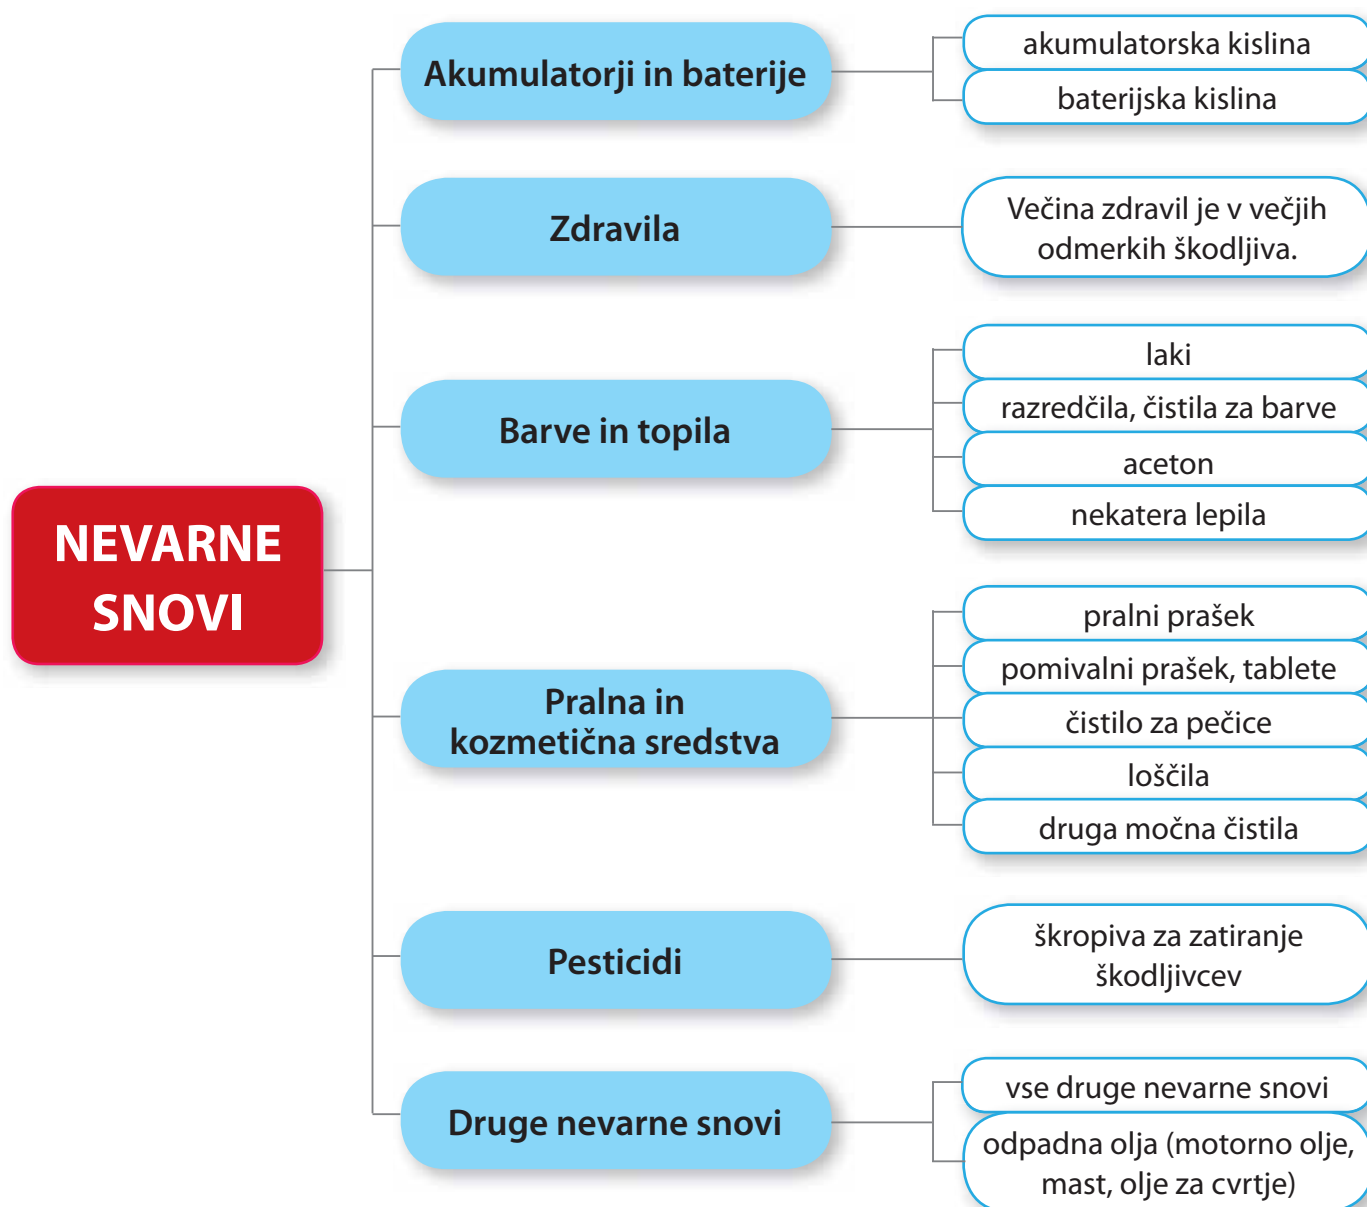 NEVARNE
SNOVI
Akumulatorji in baterije
akumulatorska kislina
baterijska kislina
Zdravila
Večina zdravil je v večjih
odmerkih škodljiva.
Barve in topila
laki
razredčila, čistila za barve
aceton
nekatera lepila
Pralna in
kozmetična sredstva
pralni prašek
pomivalni prašek, tablete
čistilo za pečice
loščila
druga močna čistila
Pesticidi
škropiva za zatiranje
škodljivcev
Druge nevarne snovi
vse druge nevarne snovi
odpadna olja (motorno olje,
mast, olje za cvrtje)